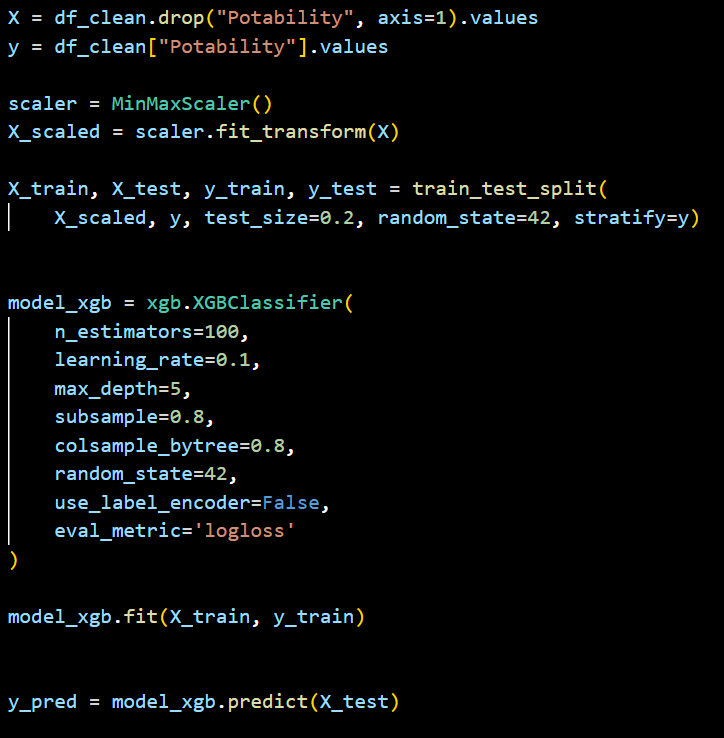 X = df_clean.drop("Potability", axis=1).values
y = df_clean["Potability"].values
scaler = MinMaxScaler()
X_scaled = scaler.fit_transform(X)
X_train, X_test, y_train, y_test = train_test_split(
    X_scaled, y, test_size=0.2, random_state=42, stratify=y)
model_xgb = xgb.XGBClassifier(
    n_estimators=100,
    learning_rate=0.1,
    max_depth=5,
    subsample=0.8,
    colsample_bytree=0.8,
    random_state=42,
    use_label_encoder=False,
    eval_metric='logloss'
)
model_xgb.fit(X_train, y_train)
y_pred = model_xgb.predict(X_test)